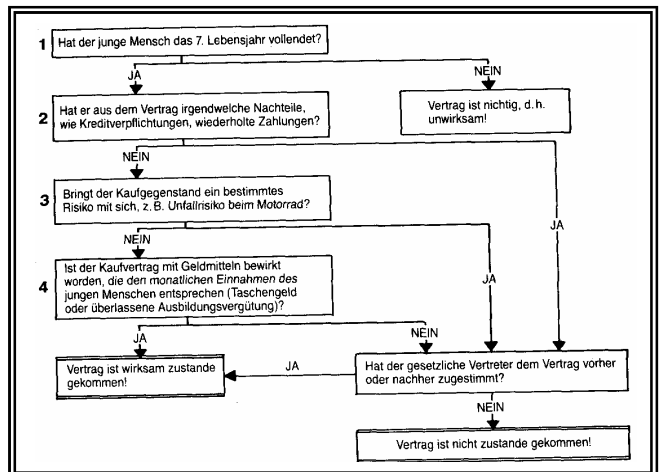 1 Hat der junge Mensch das 7. Lebensjahr vollendet?
JA
NEIN
2 Hat er aus dem Vertrag irgendwelche Nachteile,
wie Kreditverpflichtungen, wiederholte Zahlungen?
Vertrag ist nichtig, d.h.
unwirksam!
NEIN
JA
3 Bringt der Kaufgegenstand ein bestimmtes
Risiko mit sich, z.B. Unfallrisiko beim Motorrad?
NEIN
JA
4 Ist der Kaufvertrag mit Geldmitteln bewirkt
worden, die den monatlichen Einnahmen des
jungen Menschen entsprechen (Taschengeld
oder überlassene Ausbildungsvergütung)?
JA
NEIN
Vertrag ist wirksam zustande
gekommen!
JA
Hat der gesetzliche Vertreter dem Vertrag vorher
oder nachher zugestimmt?
NEIN
Vertrag ist nicht zustande gekommen!